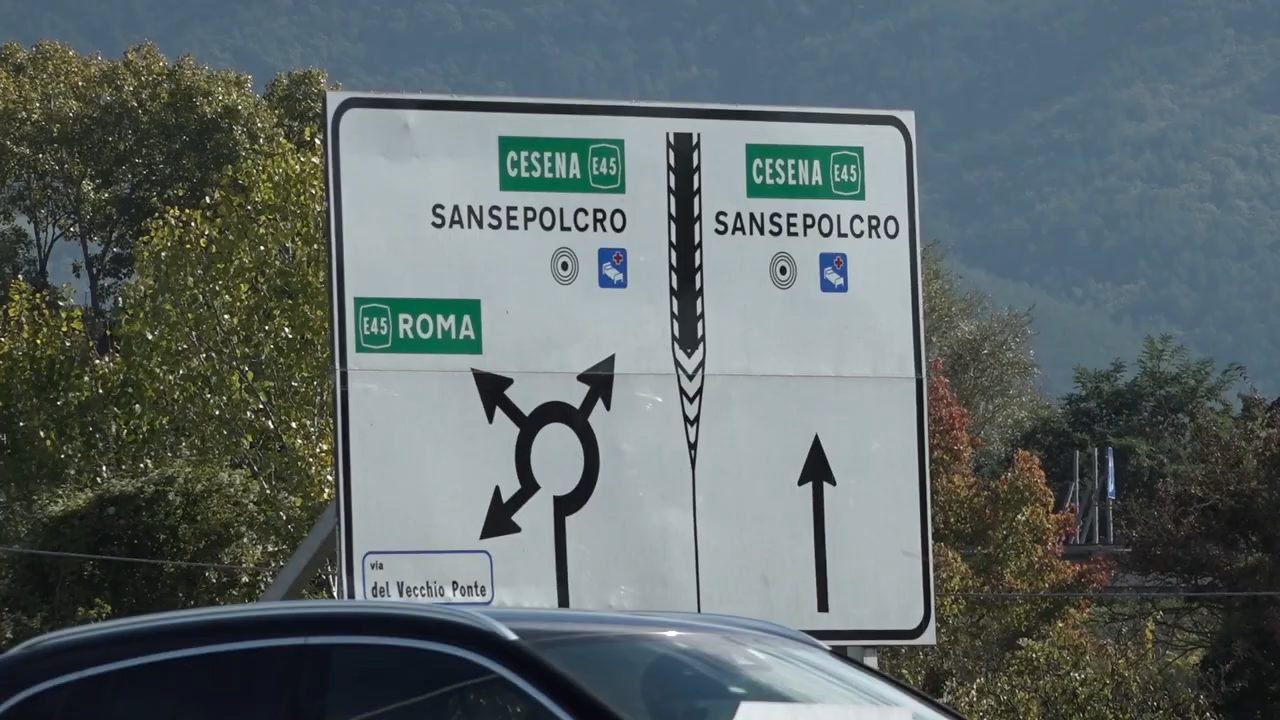 CESENA E45
SANSEPOLCRO
E45 ROMA
via
del Vecchio Ponte
CESENA E45
SANSEPOLCRO